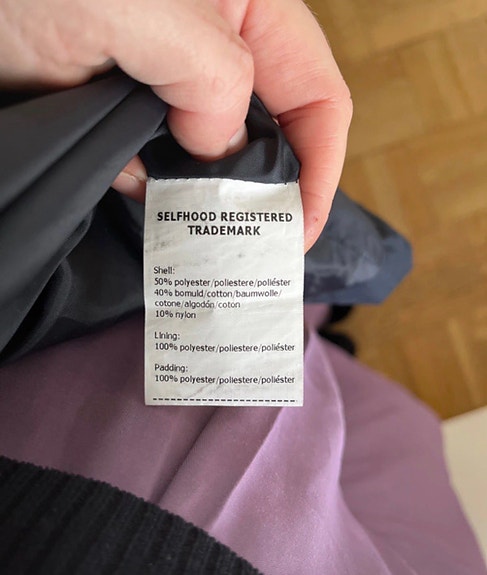 SELFHOOD REGISTERED
TRADEMARK
Shell:
50% polyester/poliestere/poliéster
40% bomuld/cotton/baumwolle/
cotone/algodón/coton
10% nylon
Lining:
100% polyester/poliestere/poliéster
Padding:
100% polyester/poliestere/poliéster